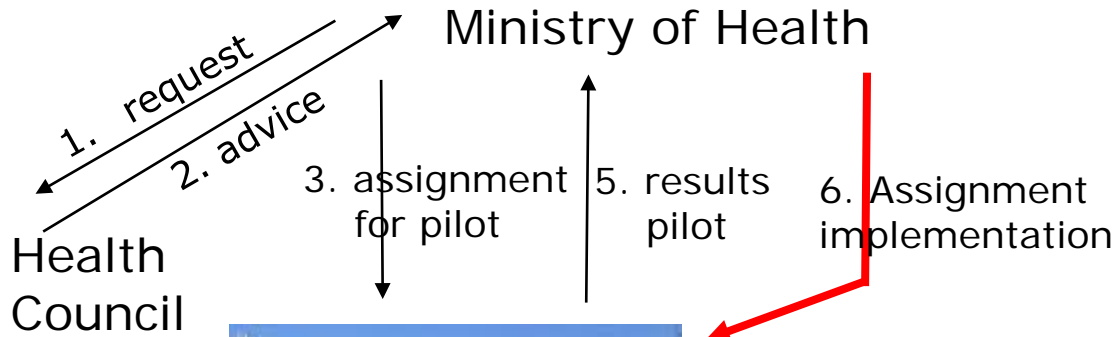 Ministry of Health
1. request
2. advice
3. assignment
for pilot
5. results
pilot
6. Assignment
implementation
Health
Council